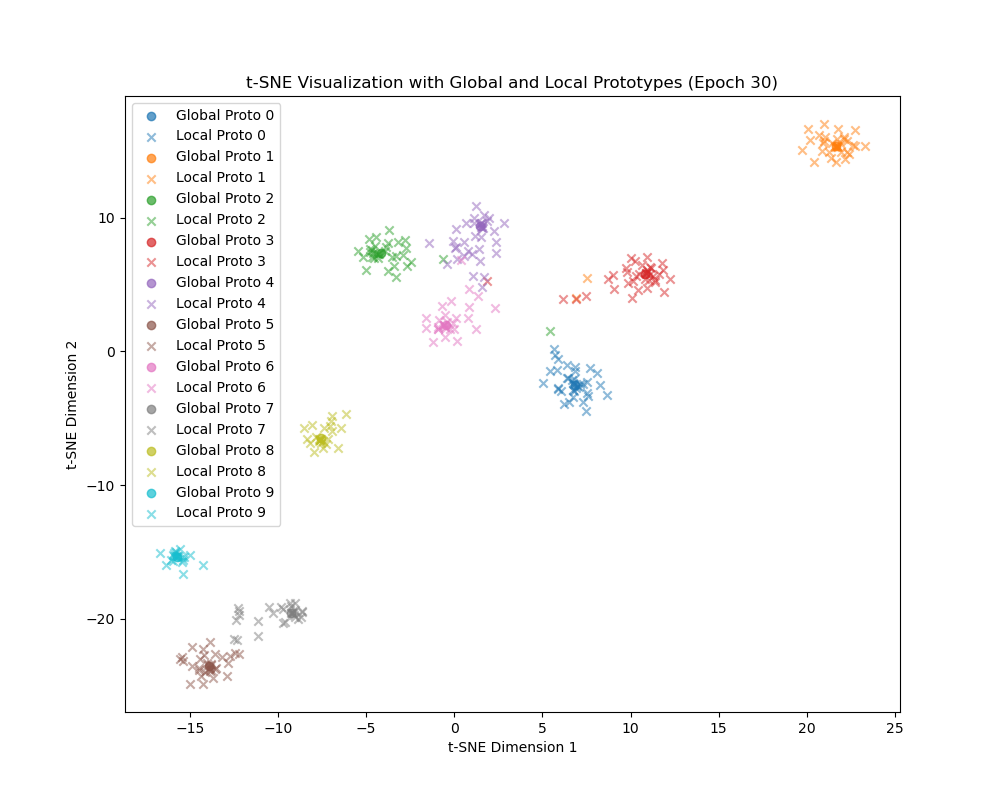 t-SNE Visualization with Global and Local Prototypes (Epoch 30)
Global Proto 0
Local Proto 0
Global Proto 1
Local Proto 1
Global Proto 2
Local Proto 2
Global Proto 3
Local Proto 3
Global Proto 4
Local Proto 4
Global Proto 5
Local Proto 5
Global Proto 6
Local Proto 6
Global Proto 7
Local Proto 7
Global Proto 8
Local Proto 8
Global Proto 9
Local Proto 9
t-SNE Dimension 2
10
0
−10
−20
−15
−10
−5
0
5
10
15
20
25
t-SNE Dimension 1